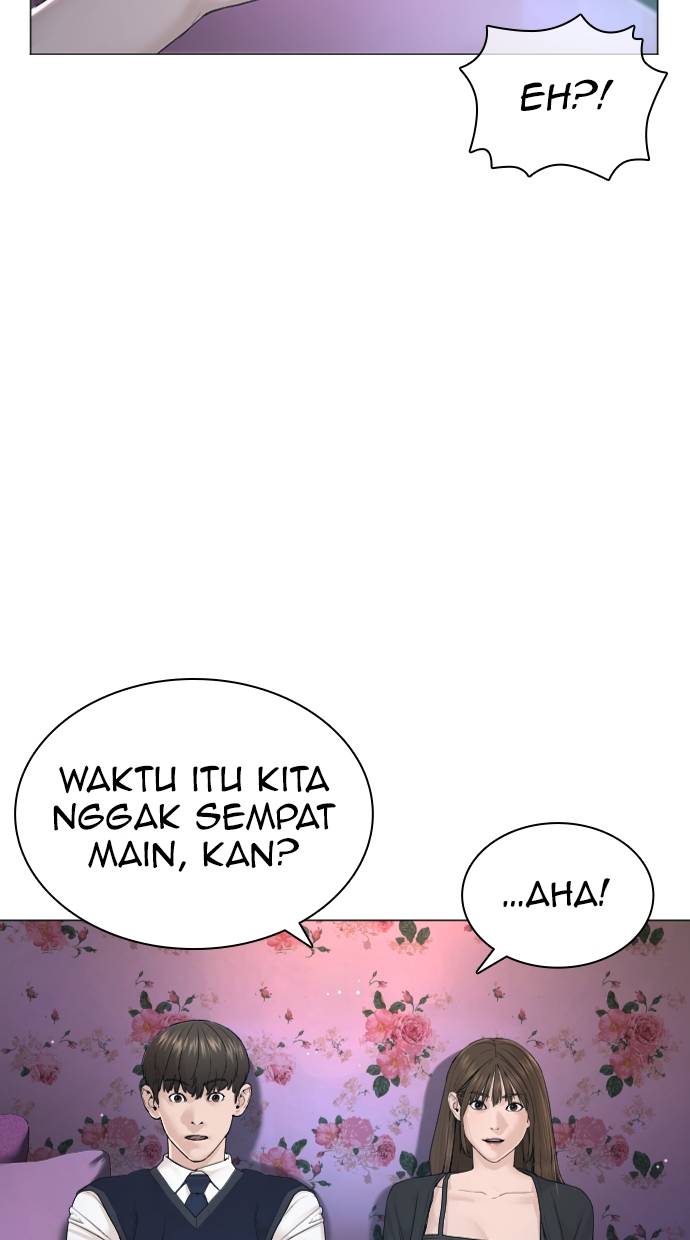 EH?!
WAKTU ITU KITA
NGGAK SEMPAT
MAIN, KAN?
...AHA!